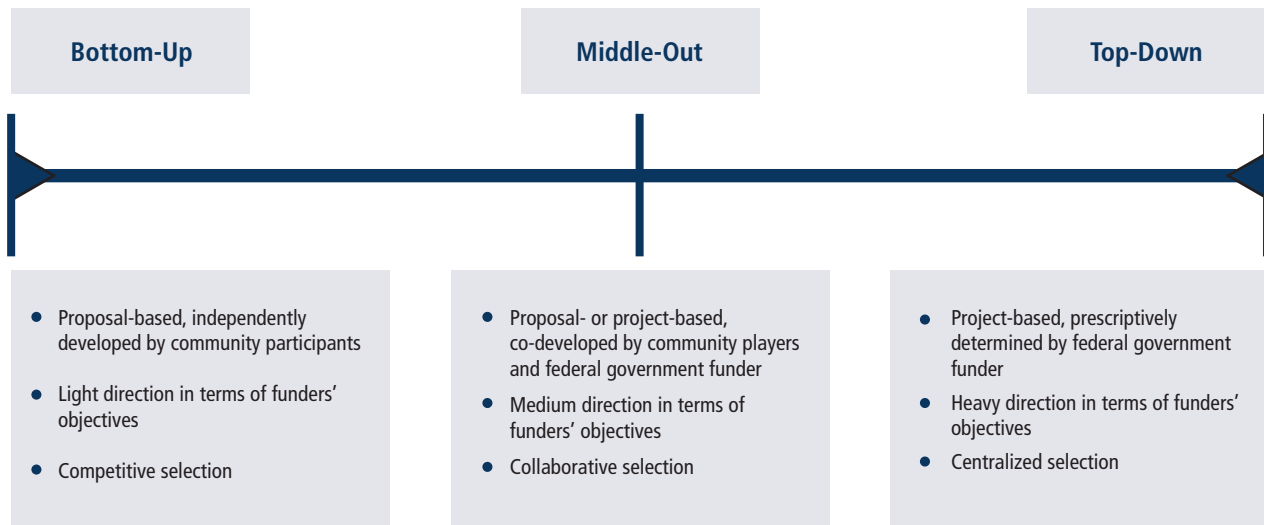 Bottom-Up
Middle-Out
Top-Down
• Proposal-based, independently
developed by community participants
• Light direction in terms of funders’
objectives
• Competitive selection
• Proposal- or project-based,
co-developed by community players
and federal government funder
• Medium direction in terms of
funders’ objectives
• Collaborative selection
• Project-based, prescriptively
determined by federal government
funder
• Heavy direction in terms of funders’
objectives
• Centralized selection